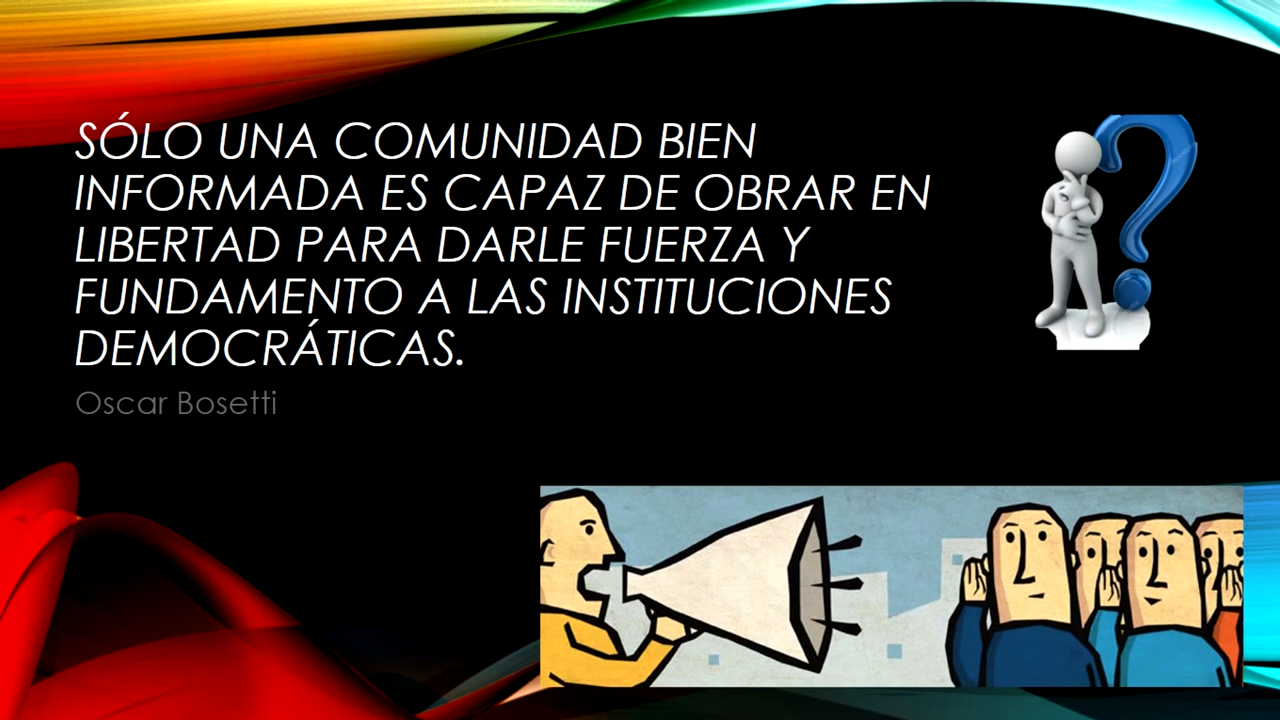 SÓLO UNA COMUNIDAD BIEN
INFORMADA ES CAPAZ DE OBRAR EN
LIBERTAD PARA DARLE FUERZA Y
FUNDAMENTO A LAS INSTITUCIONES
DEMOCRÁTICAS.
Oscar Bosetti